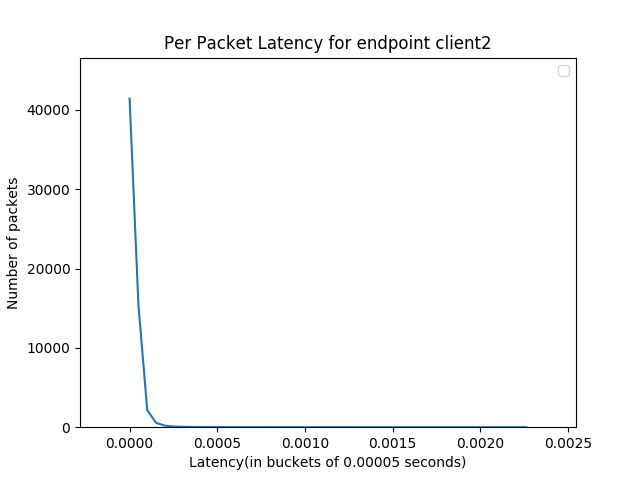 Per Packet Latency for endpoint client2
Number of packets
40000
30000
20000
10000
0
0.0000 0.0005 0.0010 0.0015 0.0020 0.0025
Latency(in buckets of 0.00005 seconds)